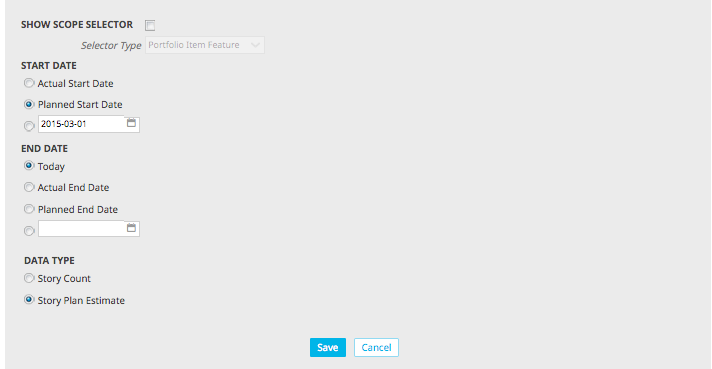 SHOW SCOPE SELECTOR
Selector Type Portfolio Item Feature
START DATE
Actual Start Date
Planned Start Date
2015-03-01
END DATE
Today
Actual End Date
Planned End Date
DATA TYPE
Story Count
Story Plan Estimate
Save Cancel